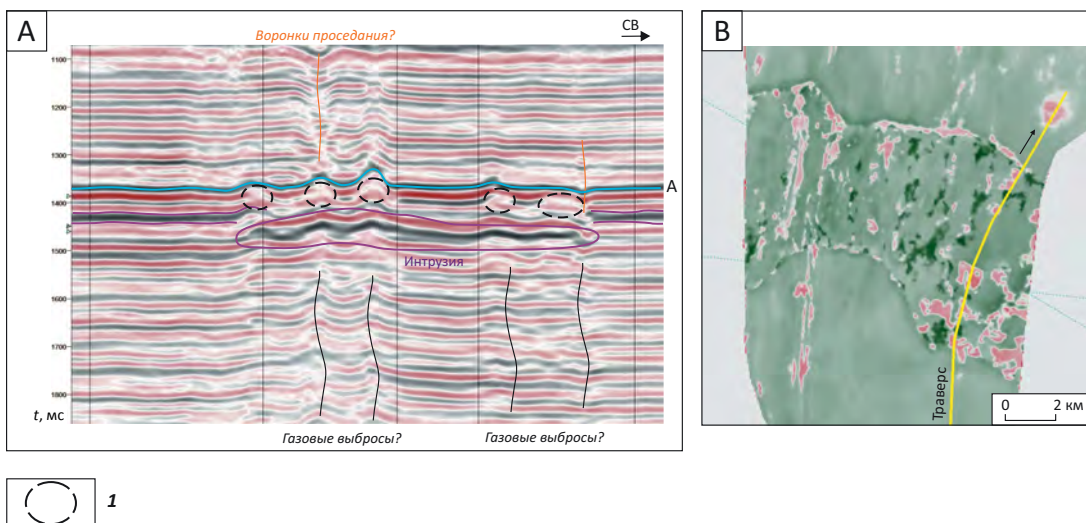 A
СВ
Воронки проседания?
1100
1200
1300
1400
1500
1600
1700
1800
A
Интрузия
t, мс
Газовые выбросы?
Газовые выбросы?
B
Траверс
0 2 км
1